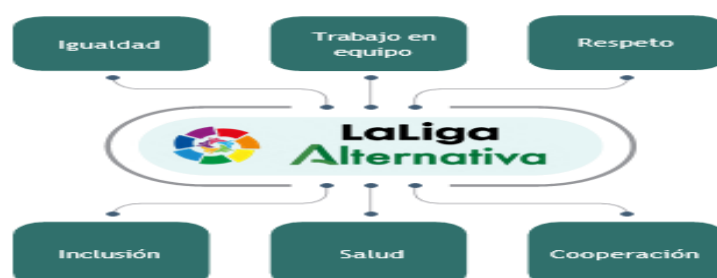 Igualdad
Trabajo en
equipo
Respeto
LaLiga
Alternativa
Inclusión
Salud
Cooperación